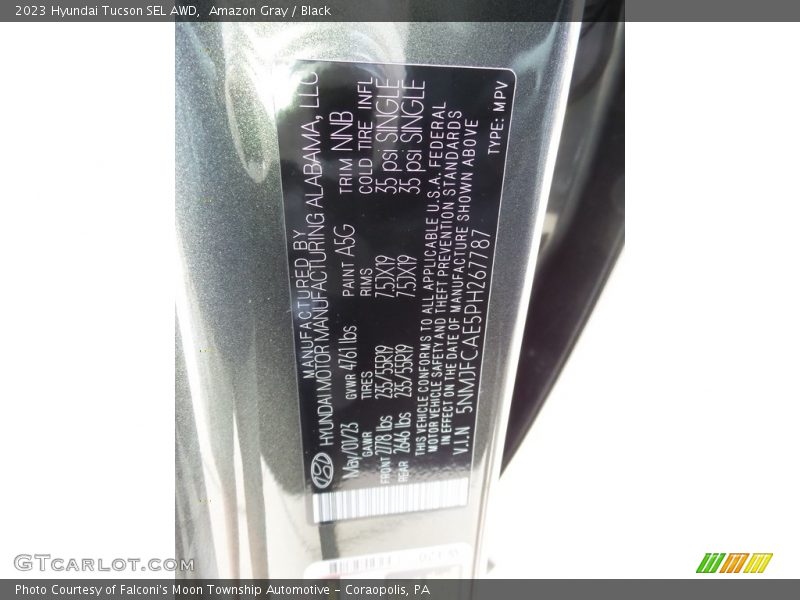 2023 Hyundai Tucson SEL AWD,  Amazon Gray / Black
MANUFACTURED BY
HYUNDAI MOTOR MANUFACTURING ALABAMA, LLC
May/01/23 GVWR 4761 lbs PAINT A5G TRIM NNB
GAWR TIRES RIMS COLD TIRE INFL
FRONT 2778 lbs 235/55R19 7.5JX19 35 psi SINGLE
REAR 2646 lbs 235/55R19 7.5JX19 35 psi SINGLE
THIS VEHICLE CONFORMS TO ALL APPLICABLE U.S.A. FEDERAL
MOTOR VEHICLE SAFETY AND THEFT PREVENTION STANDARDS
IN EFFECT ON THE DATE OF MANUFACTURE SHOWN ABOVE
V.I.N 5NMJFCAE5PH267787 TYPE: MPV
GTCarlot.com
Photo Courtesy of Falconi's Moon Township Automotive - Coraopolis, PA